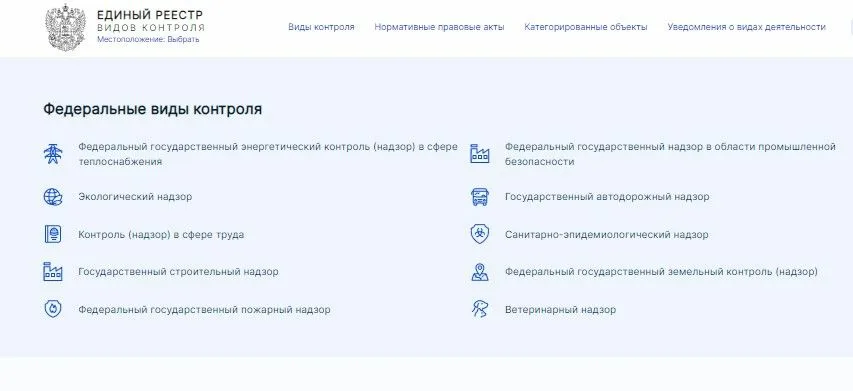 ЕДИНЫЙ РЕЕСТР
ВИДОВ КОНТРОЛЯ
Местоположение: Выбрать
Виды контроля
Нормативные правовые акты
Категорированные объекты
Уведомления о видах деятельности
Федеральные виды контроля
Федеральный государственный энергетический контроль (надзор) в сфере
теплоснабжения
Федеральный государственный надзор в области промышленной
безопасности
Экологический надзор
Государственный автодорожный надзор
Контроль (надзор) в сфере труда
Санитарно-эпидемиологический надзор
Государственный строительный надзор
Федеральный государственный земельный контроль (надзор)
Федеральный государственный пожарный надзор
Ветеринарный надзор